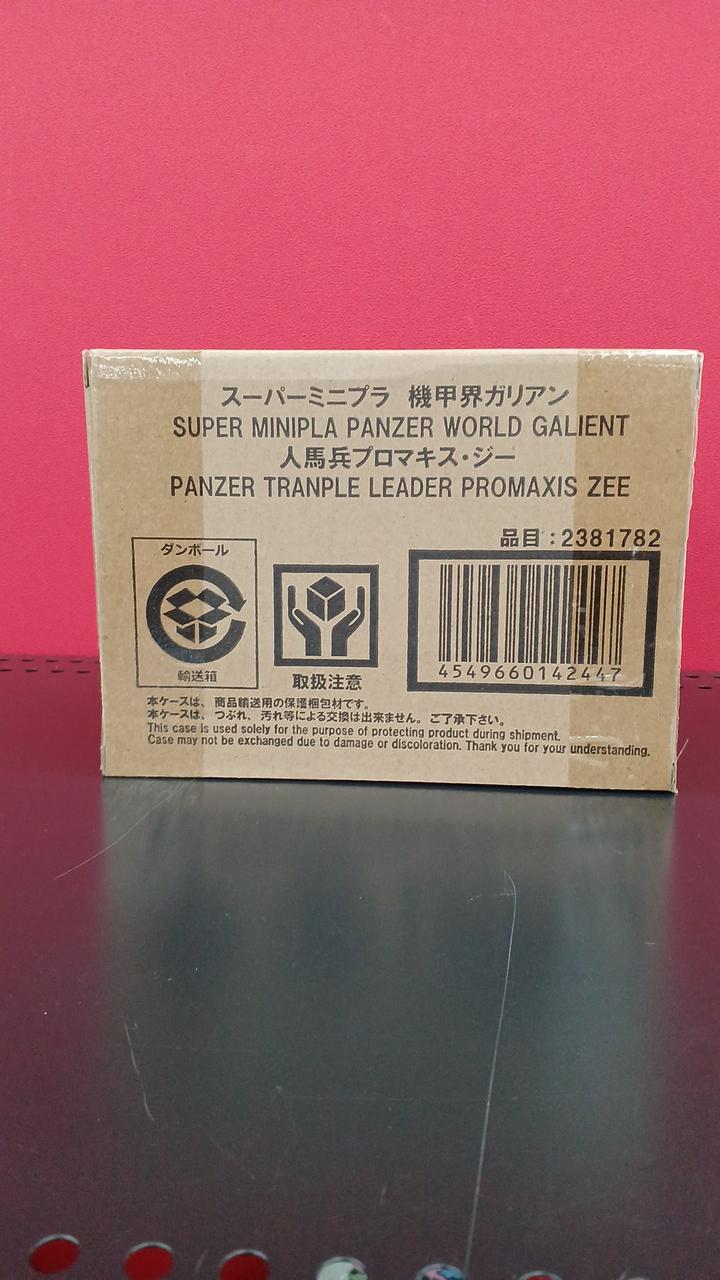 スーパーミニプラ 機甲界ガリアン
SUPER MINIPLA PANZER WORLD GALIENT
人馬兵プロマキス・ジー
PANZER TRANPLE LEADER PROMAXIS ZEE
品目：2381782
ダンボール
輸送箱
取扱注意
4549660142447
本ケースは、商品輸送用の保護梱包材です。
本ケースは、つぶれ、汚れ等による交換は出来ません。ご了承下さい。
This case is used solely for the purpose of protecting product during shipment.
Case may not be exchanged due to damage or discoloration. Thank you for your understanding.